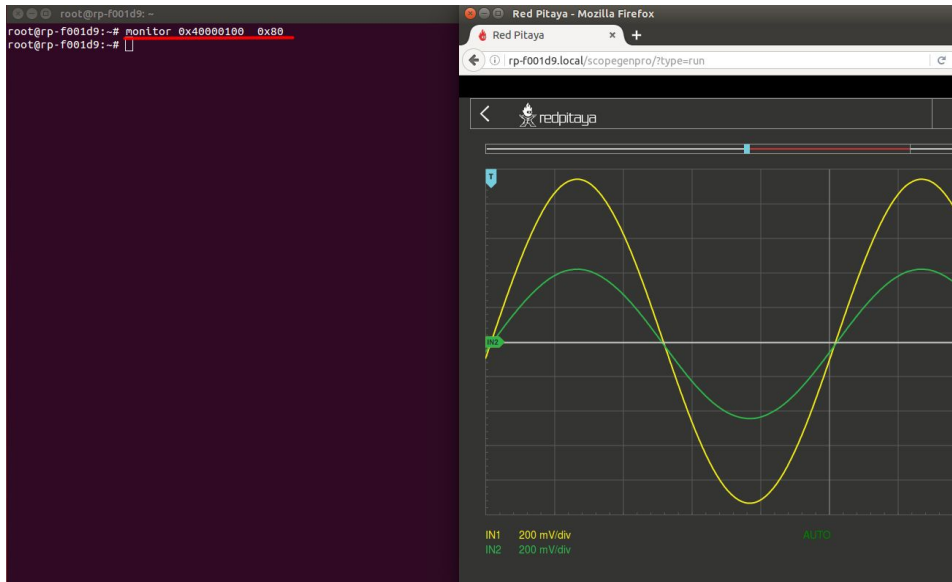 root@rp-f001d9: ~
root@rp-f001d9:~# monitor 0x40000100  0x80
root@rp-f001d9:~#
Red Pitaya - Mozilla Firefox
Red Pitaya
rp-f001d9.local/scopegenpro/?type=run
redpitaya
T
IN2
IN1 200 mV/div
AUTO
IN2 200 mV/div